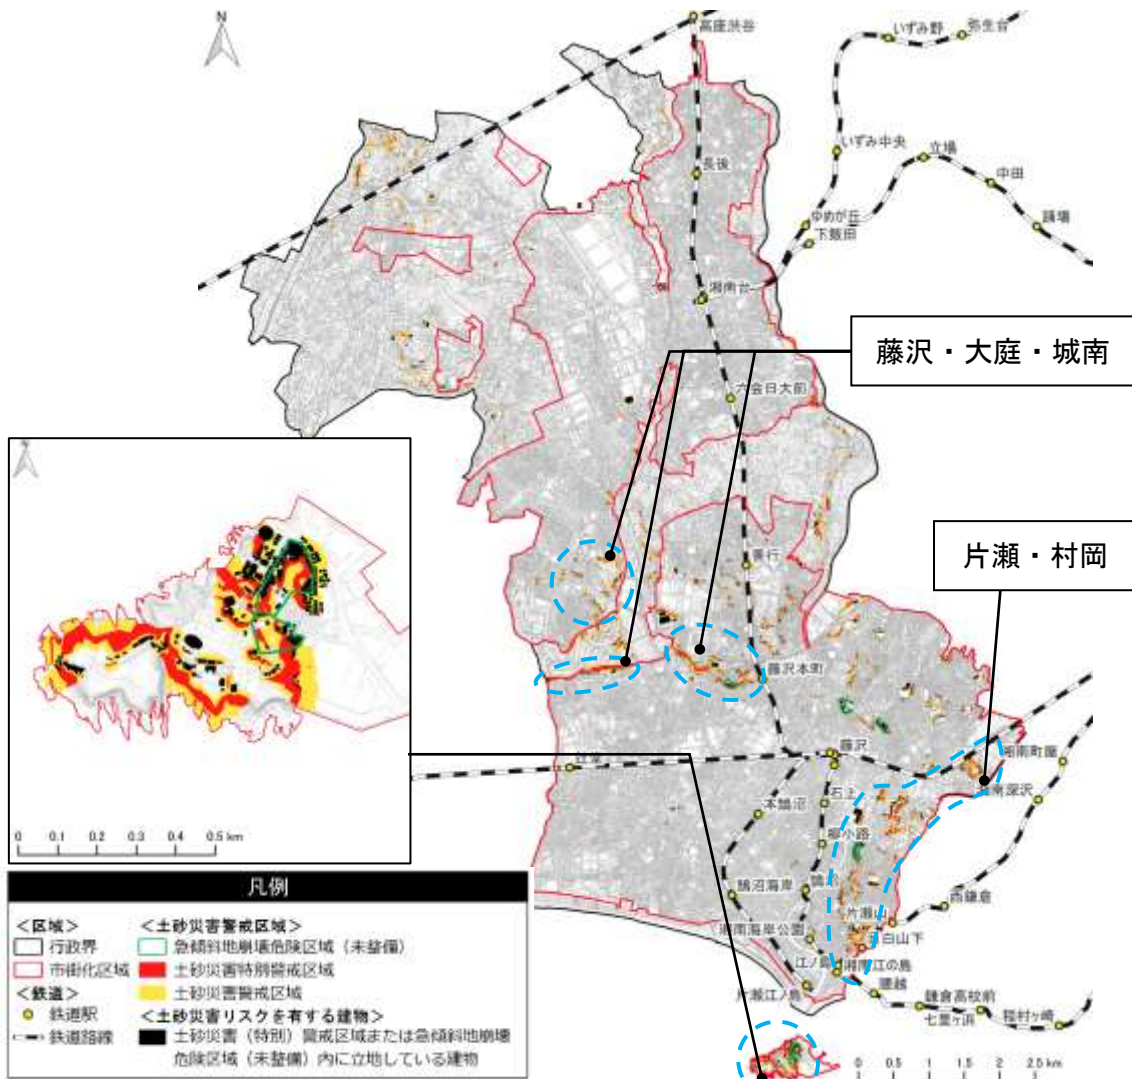 N
高座渋谷
いずみ野
弥生台
いずみ中央
立場
中田
踊場
長後
ゆめが丘
下飯田
湘南台
藤沢・大庭・城南
六会日大前
N
片瀬・村岡
善行
藤沢本町
藤沢
湘南町屋
湘南深沢
石上
本鵠沼
柳小路
0 0.1 0.2 0.3 0.4 0.5 km
鵠沼海岸
西鎌倉
片瀬山
目白山下
湘南海岸公園
江ノ島
湘南江の島
片瀬江ノ島
腰越
鎌倉高校前
七里ヶ浜
稲村ヶ崎
0 0.5 1 1.5 2 2.5 km
凡例
<区域>
行政界
市街化区域
<鉄道>
鉄道駅
鉄道路線
<土砂災害警戒区域>
急傾斜地崩壊危険区域（未整備）
土砂災害特別警戒区域
土砂災害警戒区域
<土砂災害リスクを有する建物>
土砂災害（特別）警戒区域または急傾斜地崩壊
危険区域（未整備）内に立地している建物